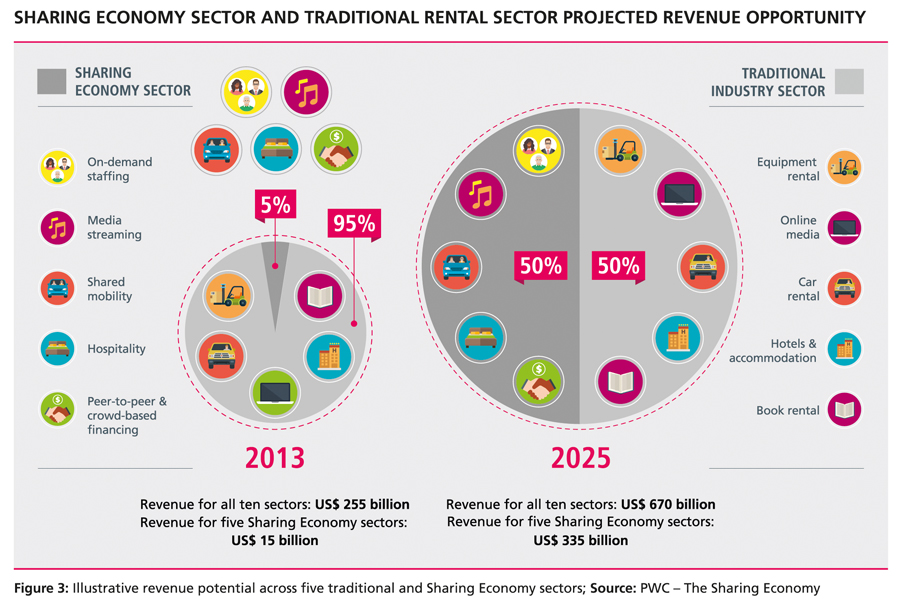 SHARING ECONOMY SECTOR AND TRADITIONAL RENTAL SECTOR PROJECTED REVENUE OPPORTUNITY
SHARING
ECONOMY SECTOR
On-demand
staffing
Media
streaming
Shared
mobility
Hospitality
Peer-to-peer &
crowd-based
financing
$
5%
95%
2013
$
50%
50%
$
2025
TRADITIONAL
INDUSTRY SECTOR
Equipment
rental
Online
media
Car
rental
Hotels &
accommodation
Book rental
Revenue for all ten sectors: US$ 255 billion
Revenue for five Sharing Economy sectors:
US$ 15 billion
Revenue for all ten sectors: US$ 670 billion
Revenue for five Sharing Economy sectors:
US$ 335 billion
Figure 3: Illustrative revenue potential across five traditional and Sharing Economy sectors; Source: PWC – The Sharing Economy